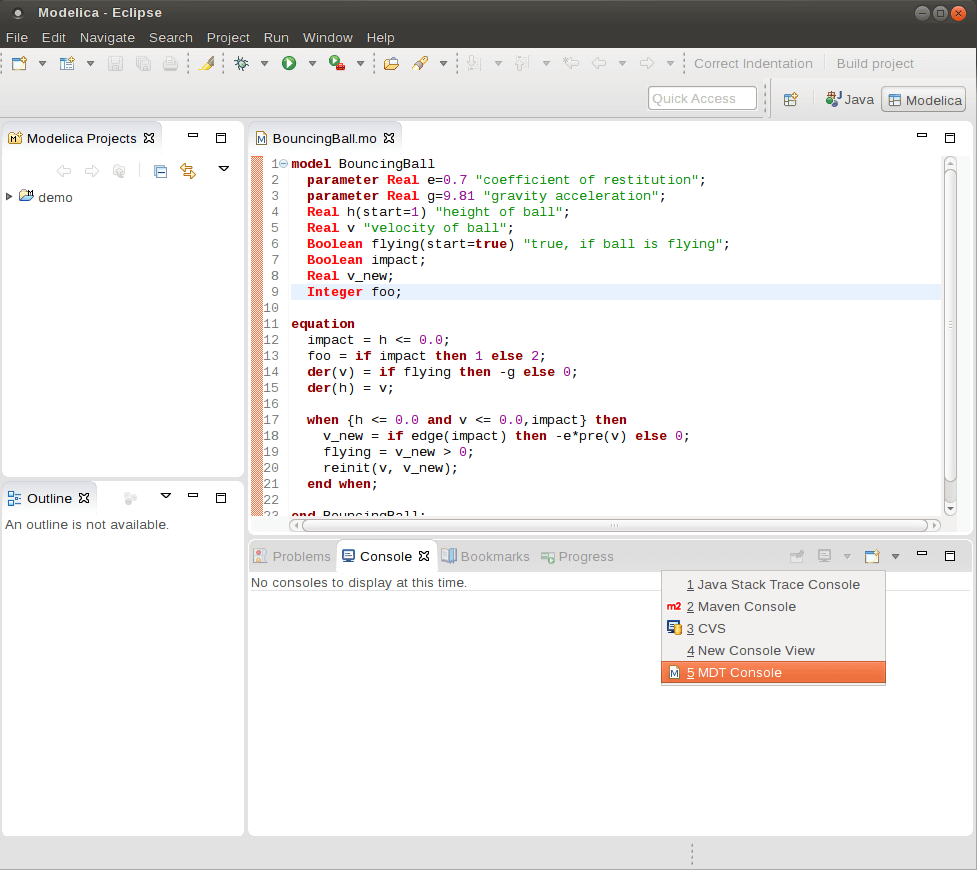 Modelica - Eclipse
File Edit Navigate Search Project Run Window Help
Correct Indentation Build project
Quick Access Java Modelica
Modelica Projects
demo
Outline
An outline is not available.
BouncingBall.mo
1 model BouncingBall
2   parameter Real e=0.7 "coefficient of restitution";
3   parameter Real g=9.81 "gravity acceleration";
4   Real h(start=1) "height of ball";
5   Real v "velocity of ball";
6   Boolean flying(start=true) "true, if ball is flying";
7   Boolean impact;
8   Real v_new;
9   Integer foo;
10
11 equation
12   impact = h <= 0.0;
13   foo = if impact then 1 else 2;
14   der(v) = if flying then -g else 0;
15   der(h) = v;
16
17   when {h <= 0.0 and v <= 0.0,impact} then
18     v_new = if edge(impact) then -e*pre(v) else 0;
19     flying = v_new > 0;
20     reinit(v, v_new);
21   end when;
22
23 end BouncingBall;
Problems Console Bookmarks Progress
No consoles to display at this time.
1 Java Stack Trace Console
m2 2 Maven Console
3 CVS
4 New Console View
M 5 MDT Console